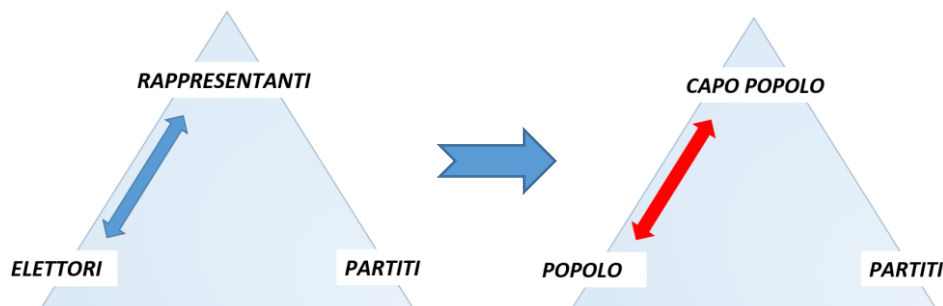 RAPPRESENTANTI
ELETTORI
PARTITI
CAPO POPOLO
POPOLO
PARTITI